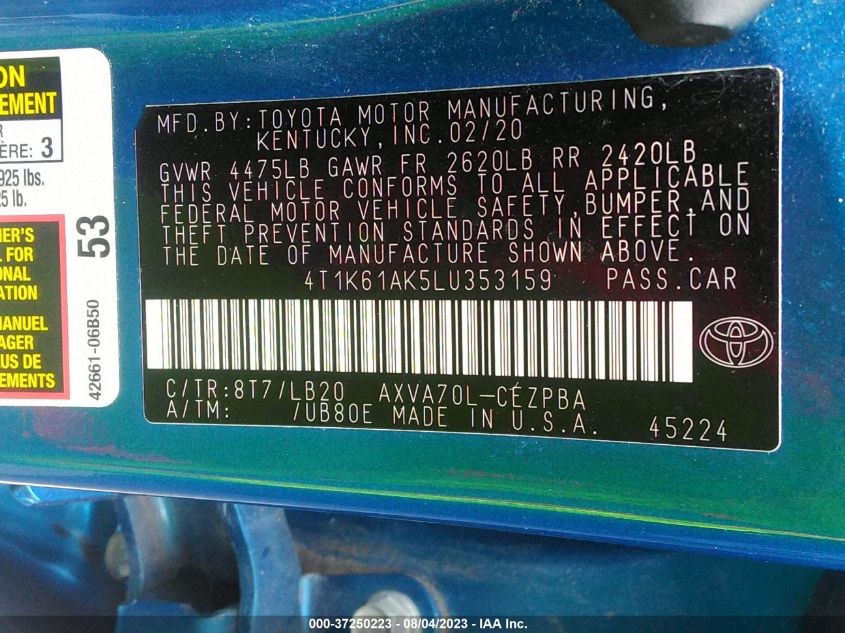 ON
EMENT
R
ÈRE: 3
925 lbs.
5 lb.
ER'S
L FOR
ONAL
ATION
MANUEL
AGER
US DE
EMENTS
53
42661-06B50
MFD.BY:TOYOTA MOTOR MANUFACTURING,
KENTUCKY,INC.02/20
GVWR 4475LB GAWR FR 2620LB RR 2420LB
THIS VEHICLE CONFORMS TO ALL APPLICABLE
FEDERAL MOTOR VEHICLE SAFETY,BUMPER,AND
THEFT PREVENTION STANDARDS IN EFFECT ON
THE DATE OF MANUFACTURE SHOWN ABOVE.
4T1K61AK5LU353159 PASS.CAR
C/TR:8T7/LB20 AXVA70L-CEZPBA
A/TM: /UB80E MADE IN U.S.A. 45224
000-37250223 - 08/04/2023 - IAA Inc.